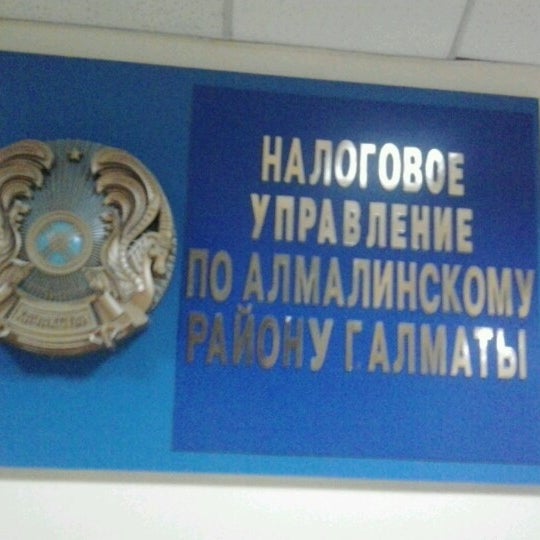 НАЛОГОВОЕ
УПРАВЛЕНИЕ
ПО АЛМАЛИНСКОМУ
РАЙОНУ Г.АЛМАТЫ